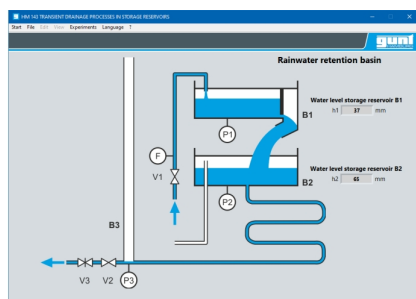 HM 143 TRANSIENT DRAINAGE PROCESSES IN STORAGE RESERVOIRS
Start File Edit View Experiments Language ?
gunt
Rainwater retention basin
Water level storage reservoir B1
h1 37 mm
P1
B1
F
V1
Water level storage reservoir B2
h2 65 mm
P2
B2
B3
V3 V2 P3